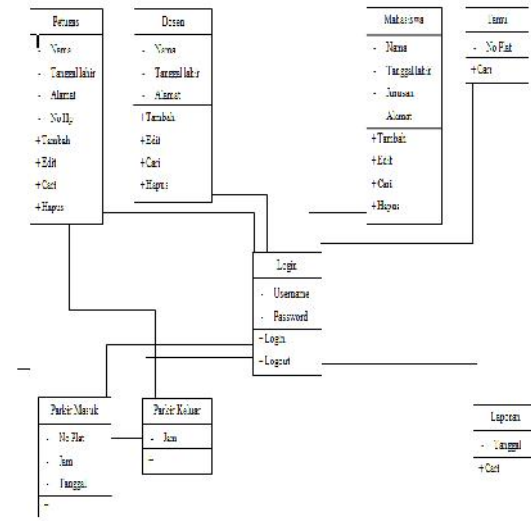 Petugas
- Nama
- Tanggal lahir
- Alamat
- No Hp
+Tambah
+Edit
+Cari
+Hapus
Dosen
- Nama
- Tanggal lahir
- Alamat
+Tambah
+Edit
+Cari
+Hapus
Mahasiswa
- Nama
- Tanggal lahir
- Jurusan
Alamat
+Tambah
+Edit
+Cari
+Hapus
Tamu
- No Plat
+Cari
Login
- Username
- Password
+Login
+Logout
Parkir Masuk
- No Plat
- Jam
- Tanggal
Parkir Keluar
- Jam
Laporan
- Tanggal
+Cari